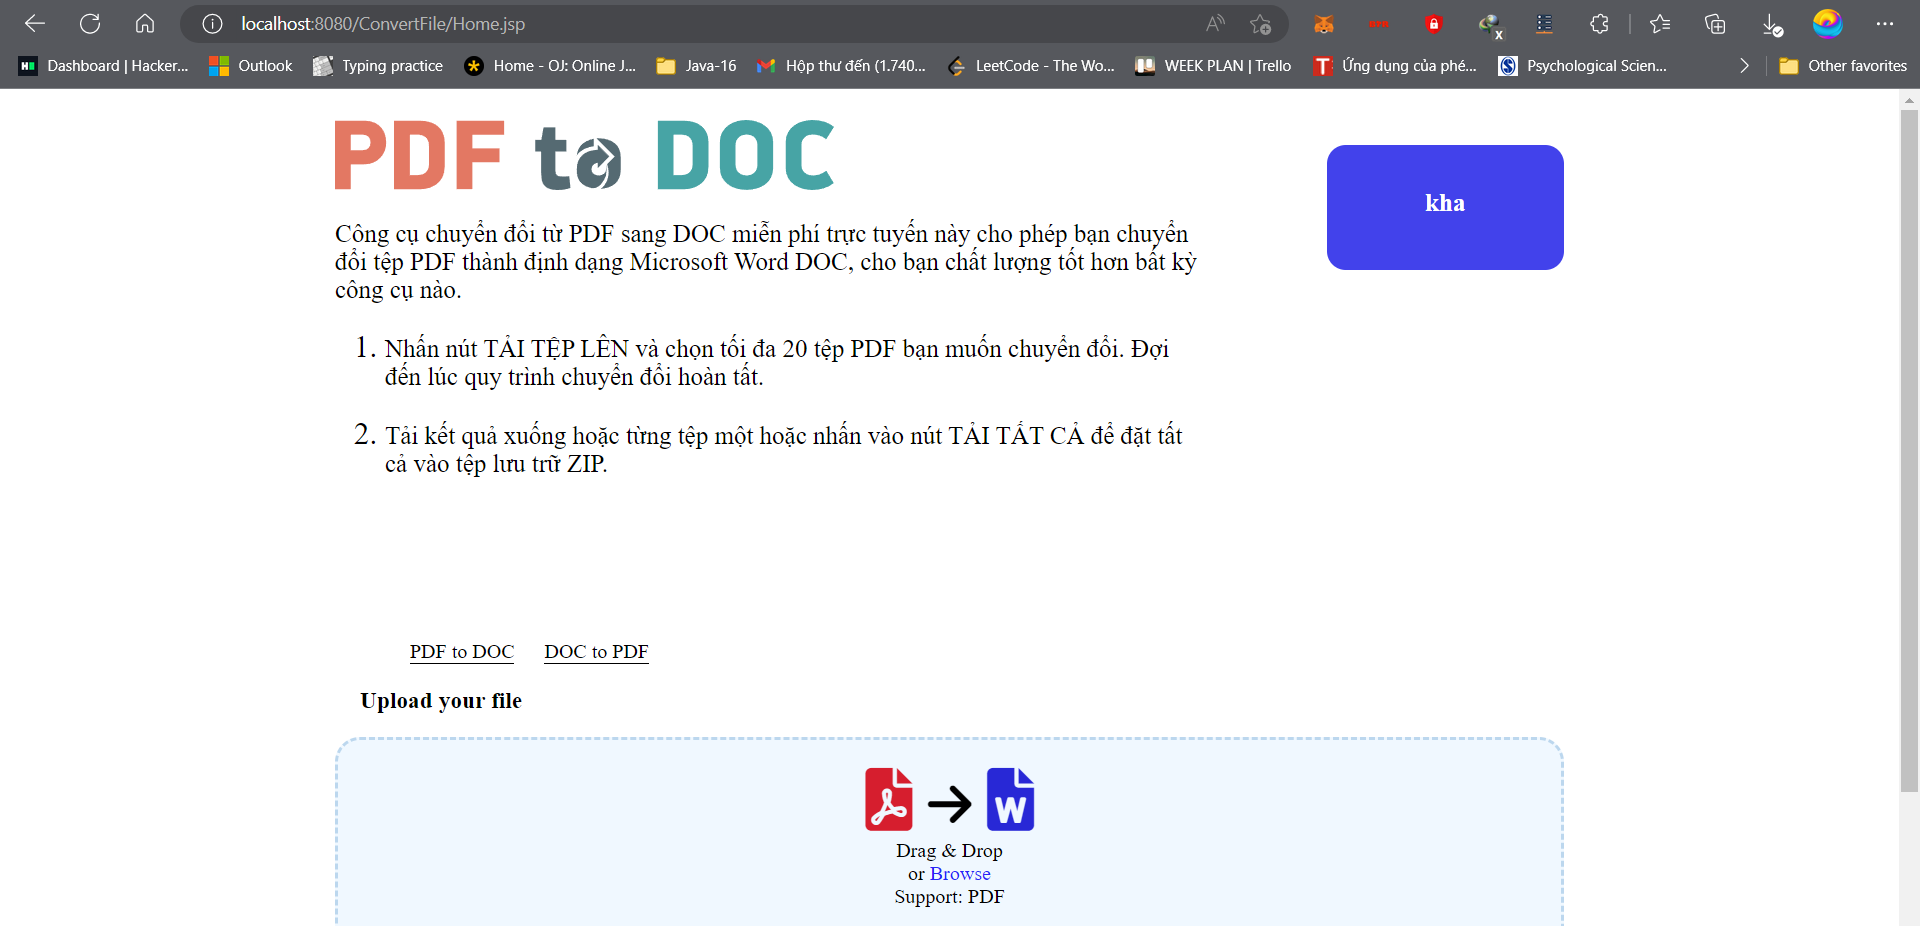 localhost:8080/ConvertFile/Home.jsp
Dashboard | Hacker... Outlook Typing practice Home - OJ: Online J... Java-16 Hộp thư đến (1.740... LeetCode - The Wo... WEEK PLAN | Trello Ứng dụng của phé... Psychological Scien... Other favorites
PDF to DOC
kha
Công cụ chuyển đổi từ PDF sang DOC miễn phí trực tuyến này cho phép bạn chuyển
đổi tệp PDF thành định dạng Microsoft Word DOC, cho bạn chất lượng tốt hơn bất kỳ
công cụ nào.
1. Nhấn nút TẢI TỆP LÊN và chọn tối đa 20 tệp PDF bạn muốn chuyển đổi. Đợi
đến lúc quy trình chuyển đổi hoàn tất.
2. Tải kết quả xuống hoặc từng tệp một hoặc nhấn vào nút TẢI TẤT CẢ để đặt tất
cả vào tệp lưu trữ ZIP.
PDF to DOC DOC to PDF
Upload your file
W
Drag & Drop
or Browse
Support: PDF